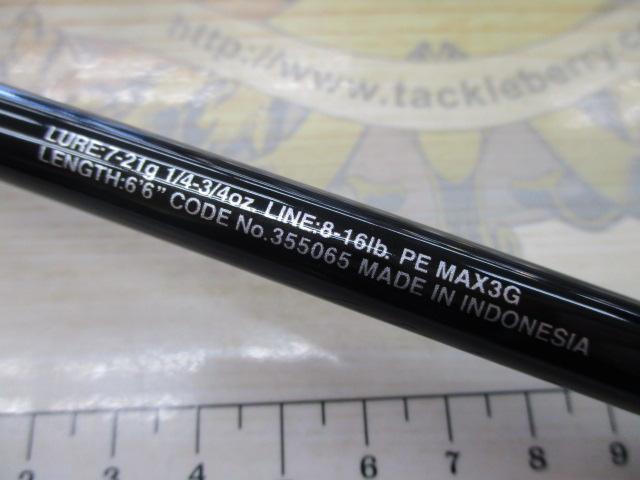 http://www.tackleberry.co
LURE:7-21g 1/4-3/4oz. LINE:8-16lb. PE MAX3G
LENGTH:6'6" CODE No.355065 MADE IN INDONESIA
2 3 4 6 7 8 9